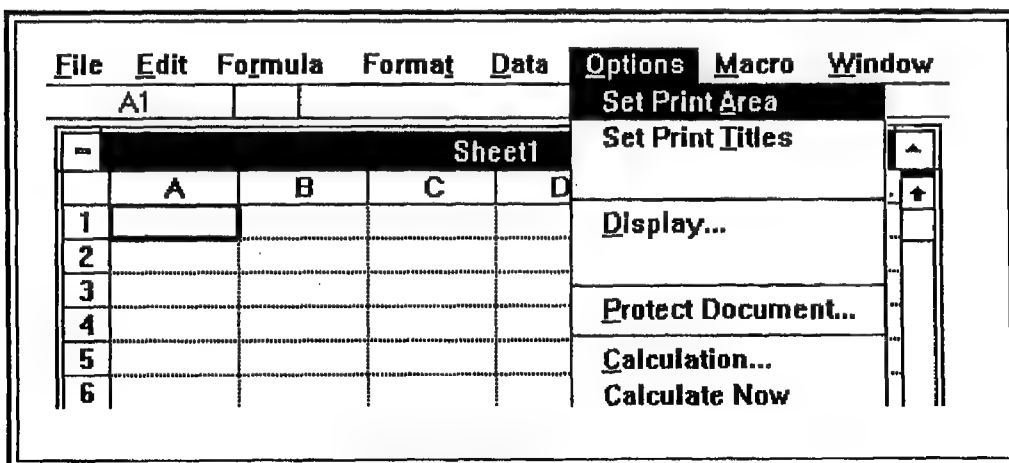 File Edit Formula Format Data Options Macro Window
A1
Set Print Area
Set Print Titles
Sheet1
A B C D
Display...
Protect Document...
Calculation...
Calculate Now
1
2
3
4
5
6